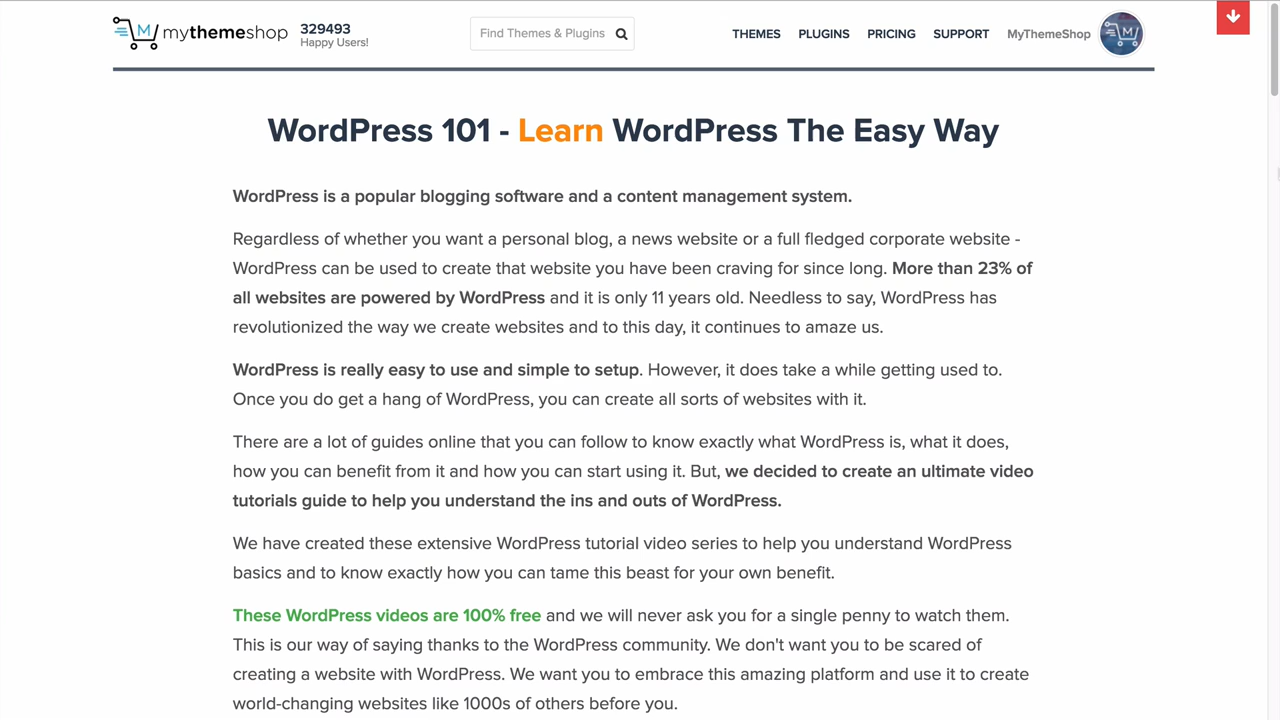 M mythemeshop
329493
Happy Users!
Find Themes & Plugins
THEMES
PLUGINS
PRICING
SUPPORT
MyThemeShop
M
WordPress 101 - Learn WordPress The Easy Way
WordPress is a popular blogging software and a content management system.
Regardless of whether you want a personal blog, a news website or a full fledged corporate website -
WordPress can be used to create that website you have been craving for since long. More than 23% of
all websites are powered by WordPress and it is only 11 years old. Needless to say, WordPress has
revolutionized the way we create websites and to this day, it continues to amaze us.
WordPress is really easy to use and simple to setup. However, it does take a while getting used to.
Once you do get a hang of WordPress, you can create all sorts of websites with it.
There are a lot of guides online that you can follow to know exactly what WordPress is, what it does,
how you can benefit from it and how you can start using it. But, we decided to create an ultimate video
tutorials guide to help you understand the ins and outs of WordPress.
We have created these extensive WordPress tutorial video series to help you understand WordPress
basics and to know exactly how you can tame this beast for your own benefit.
These WordPress videos are 100% free and we will never ask you for a single penny to watch them.
This is our way of saying thanks to the WordPress community. We don't want you to be scared of
creating a website with WordPress. We want you to embrace this amazing platform and use it to create
world-changing websites like 1000s of others before you.